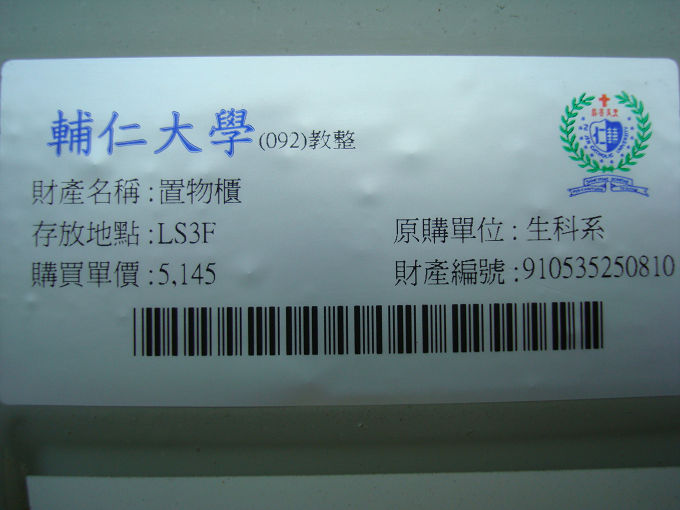 輔仁大學(092)教整
財產名稱:置物櫃
存放地點:LS3F
原購單位:生科系
購買單價:5,145
財產編號:910535250810